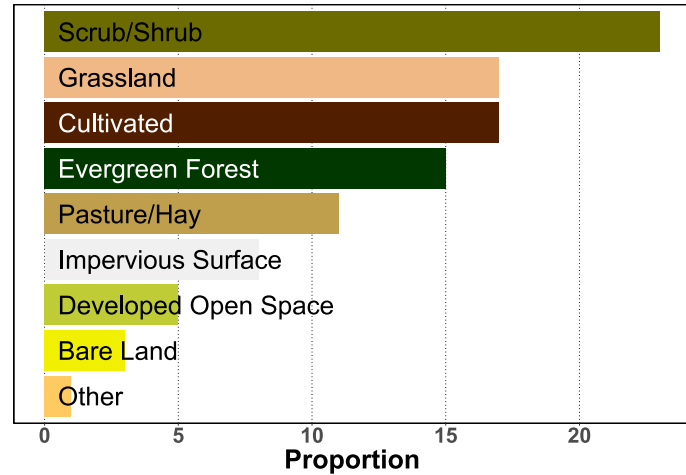 Scrub/Shrub
Grassland
Cultivated
Evergreen Forest
Pasture/Hay
Impervious Surface
Developed Open Space
Bare Land
Other
0 5 10 15 20
Proportion